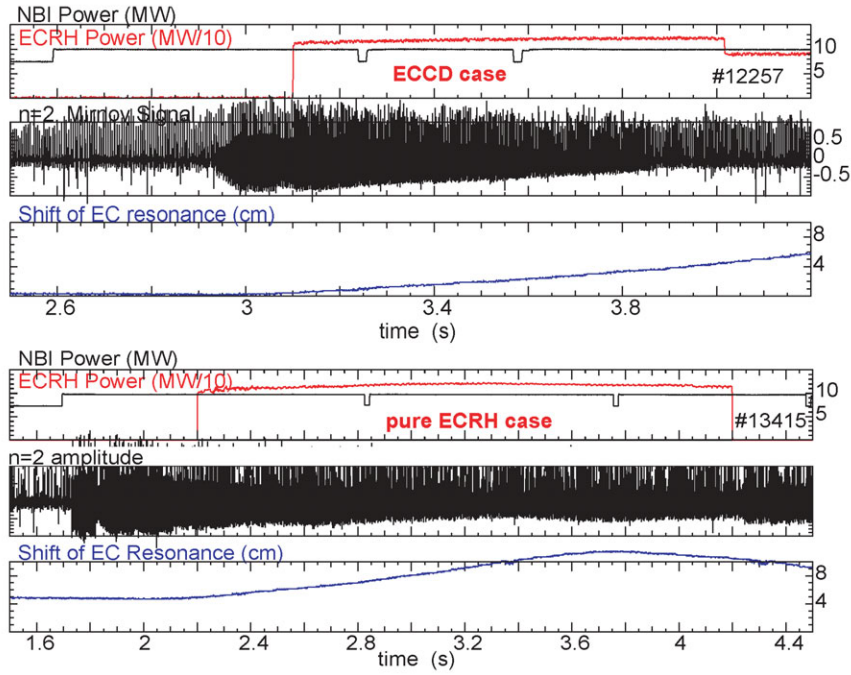 NBI Power (MW)
ECRH Power (MW/10)
10
5
ECCD case
#12257
n=2 Mirnov Signal
0.5
0
-0.5
Shift of EC resonance (cm)
8
4
2.6 3 3.4 3.8
time (s)
NBI Power (MW)
ECRH Power (MW/10)
10
5
pure ECRH case
#13415
n=2 amplitude
Shift of EC Resonance (cm)
8
4
1.6 2 2.4 2.8 3.2 3.6 4 4.4
time (s)